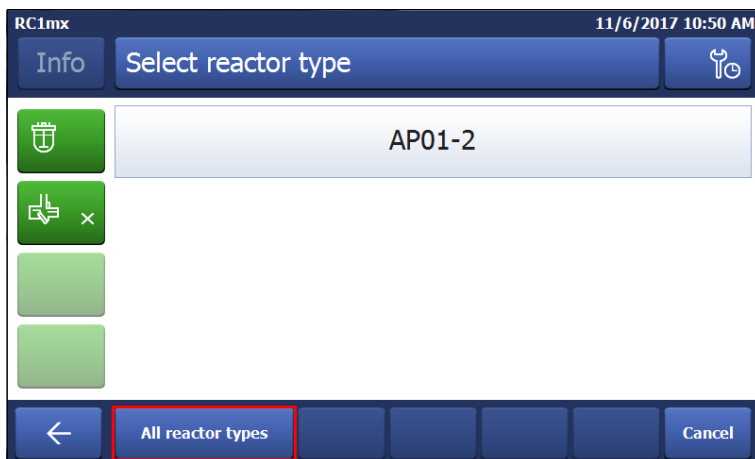 RC1mx 11/6/2017 10:50 AM
Info Select reactor type
AP01-2
All reactor types Cancel